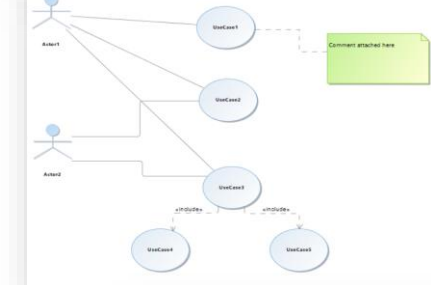 UseCase1
Comment attached here
Actor1
UseCase2
Actor2
UseCase3
«include»
«include»
UseCase4
UseCase5